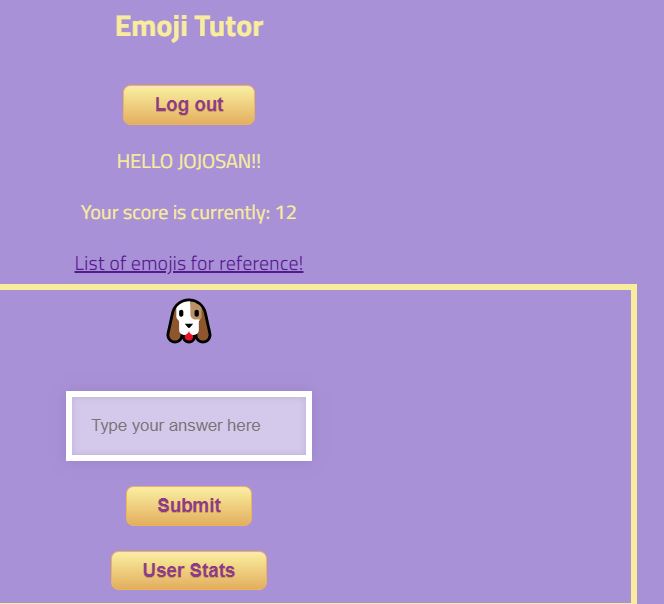 Emoji Tutor
Log out
HELLO JOJOSAN!!
Your score is currently: 12
List of emojis for reference!
Type your answer here
Submit
User Stats